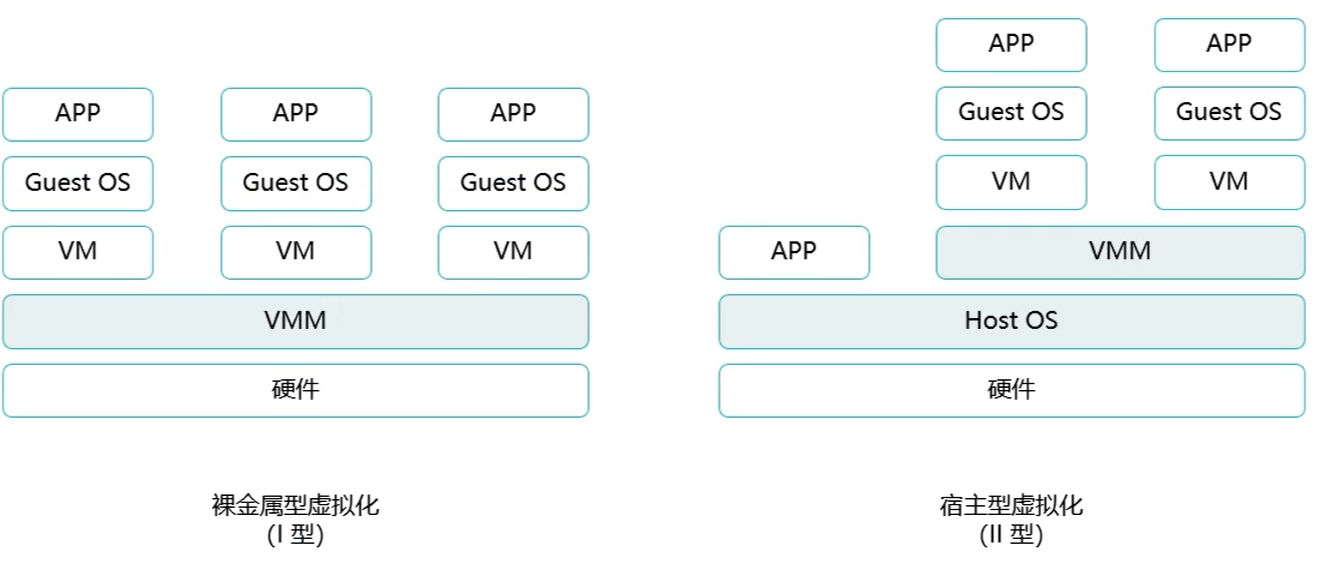 APP APP APP
Guest OS Guest OS Guest OS
VM VM VM
VMM
硬件
裸金属型虚拟化
(I 型)
APP APP
Guest OS Guest OS
VM VM
APP VMM
Host OS
硬件
宿主型虚拟化
(II 型)